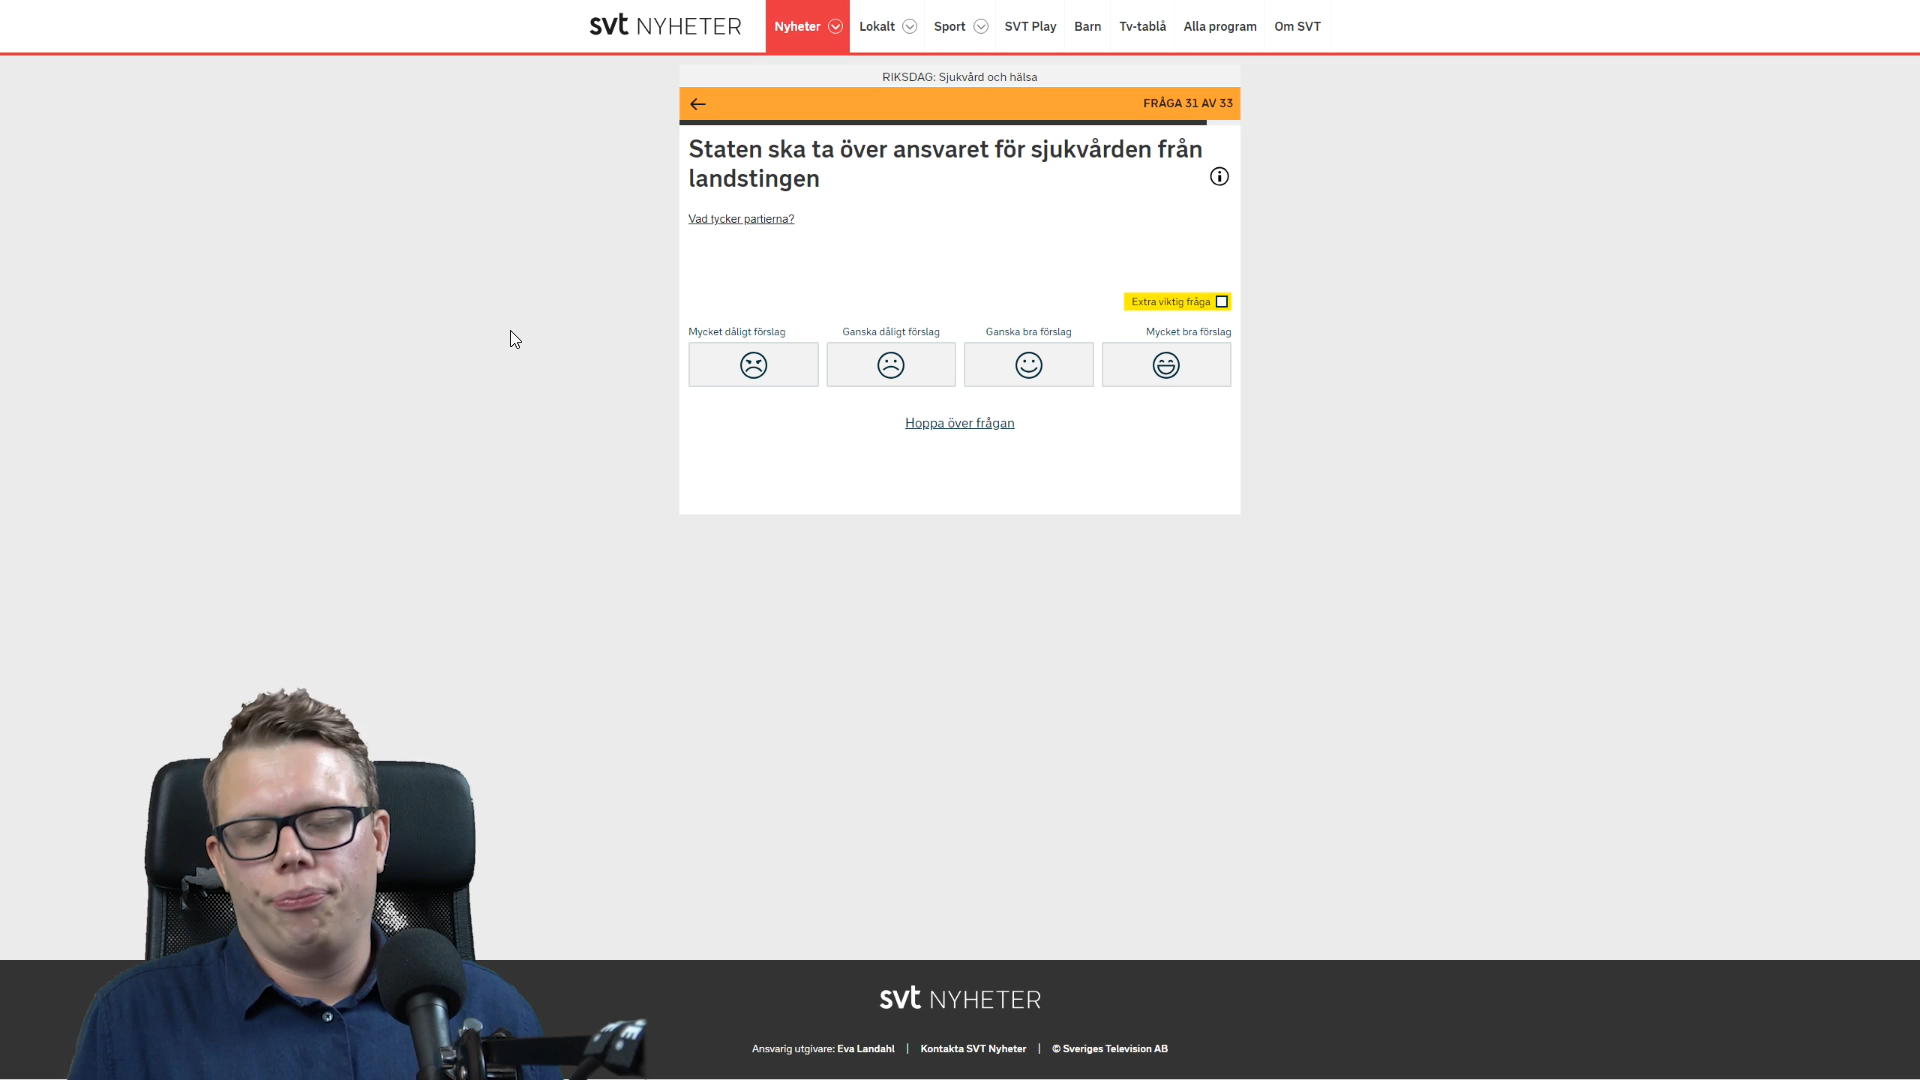 svt NYHETER
Nyheter Lokalt Sport SVT Play Barn Tv-tablå Alla program Om SVT
RIKSDAG: Sjukvård och hälsa
FRÅGA 31 AV 33
Staten ska ta över ansvaret för sjukvården från
landstingen
Vad tycker partierna?
Extra viktig fråga
Mycket dåligt förslag Ganska dåligt förslag Ganska bra förslag Mycket bra förslag
Hoppa över frågan
svt NYHETER
Ansvarig utgivare: Eva Landahl | Kontakta SVT Nyheter | © Sveriges Television AB